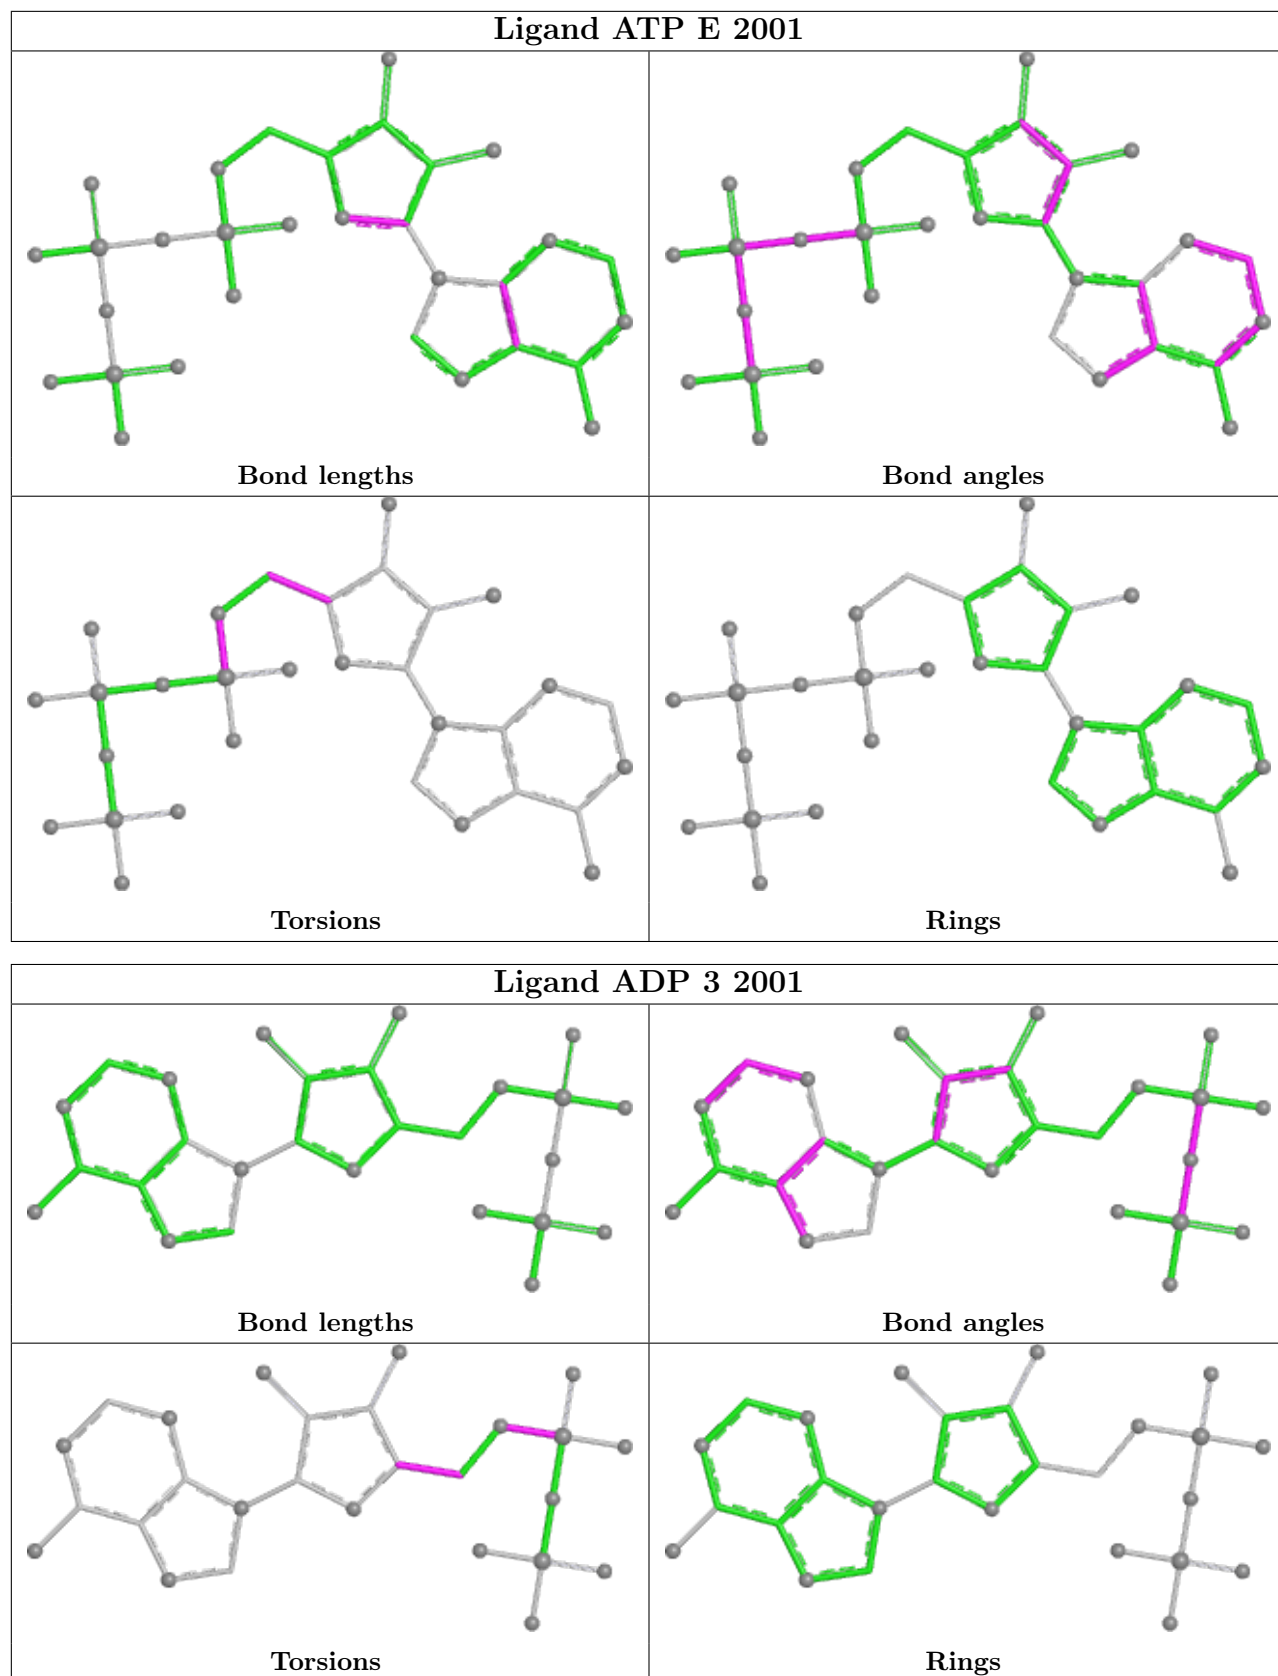 Ligand ATP E 2001
Bond lengths
Bond angles
Torsions
Rings
Ligand ADP 3 2001
Bond lengths
Bond angles
Torsions
Rings